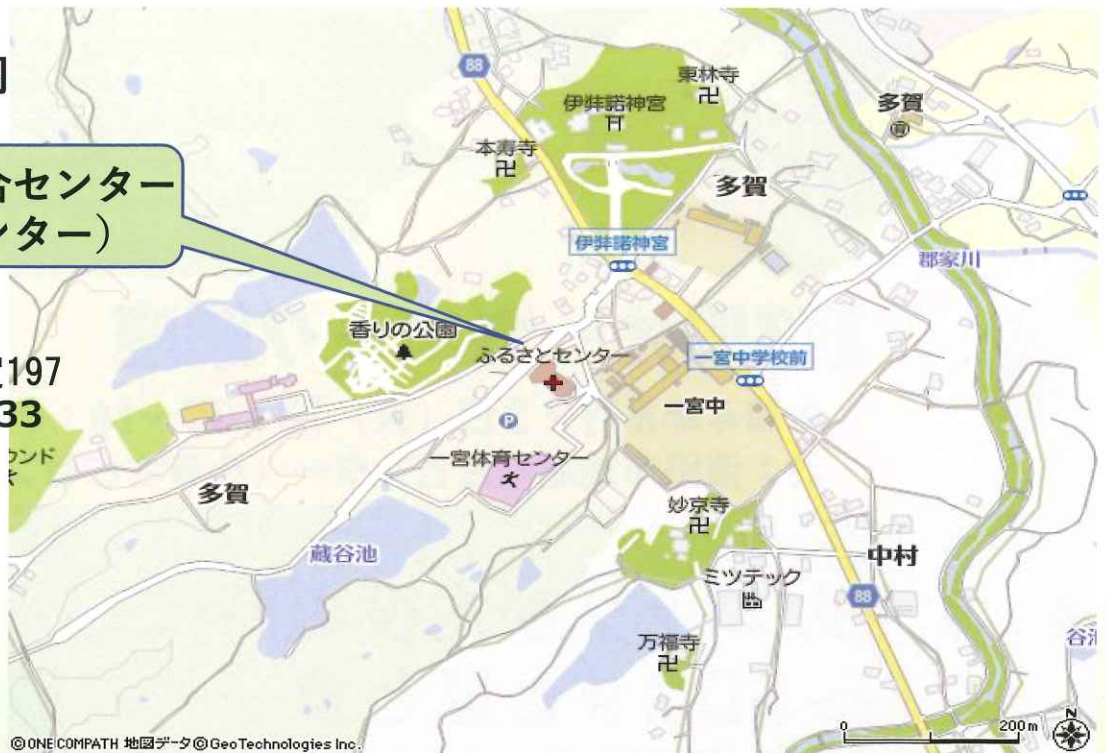 88
東林寺
伊弉諾神宮
多賀
本寿寺
合センター
ンター）
多賀
伊弉諾神宮
郡家川
香りの公園
ふるさとセンター
一宮中学校前
197
33
P
一宮中
ウンド
一宮体育センター
多賀
妙京寺
蔵谷池
中村
ミツテック
88
万福寺
0 200m
N
©ONE COMPATH 地図データ©GeoTechnologies Inc.